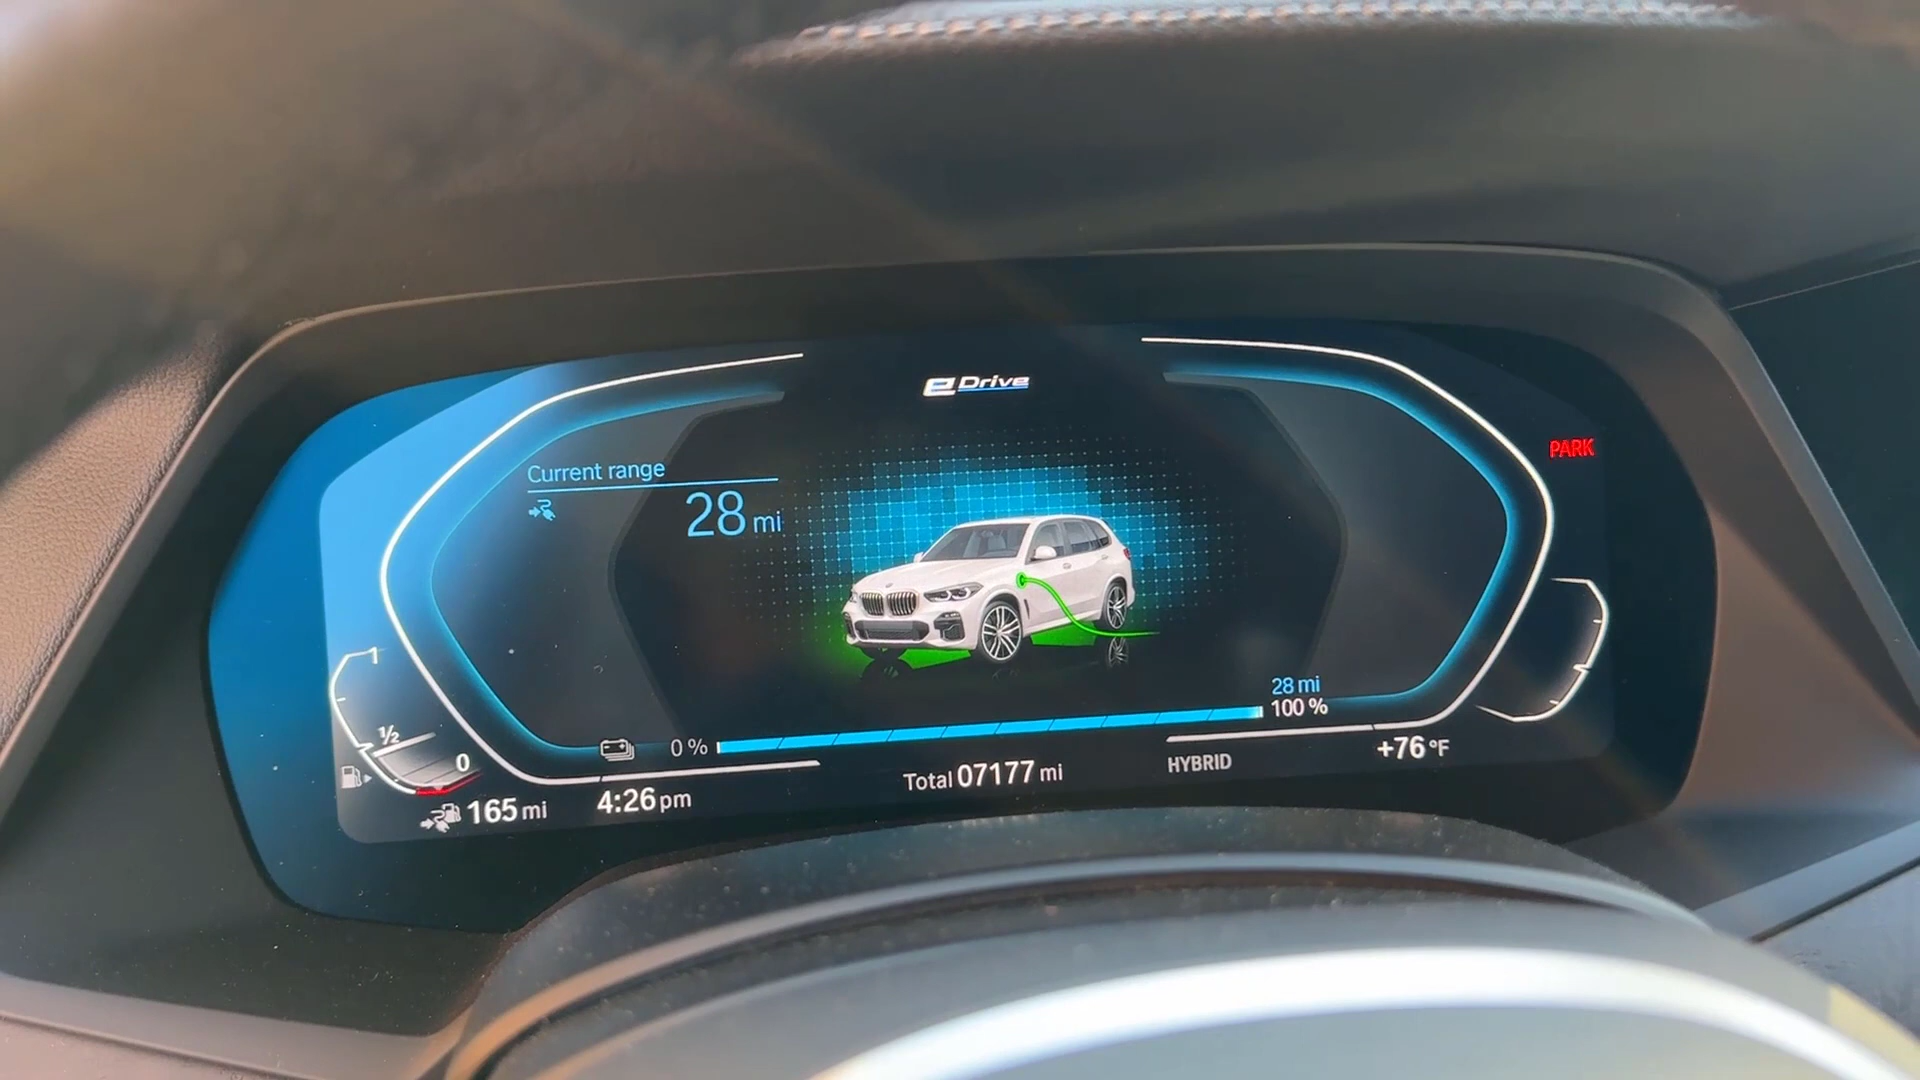 eDrive
PARK
Current range
28 mi
28 mi
100 %
0 %
1
1/2
0
165 mi
4:26 pm
Total 07177 mi
HYBRID
+76 °F